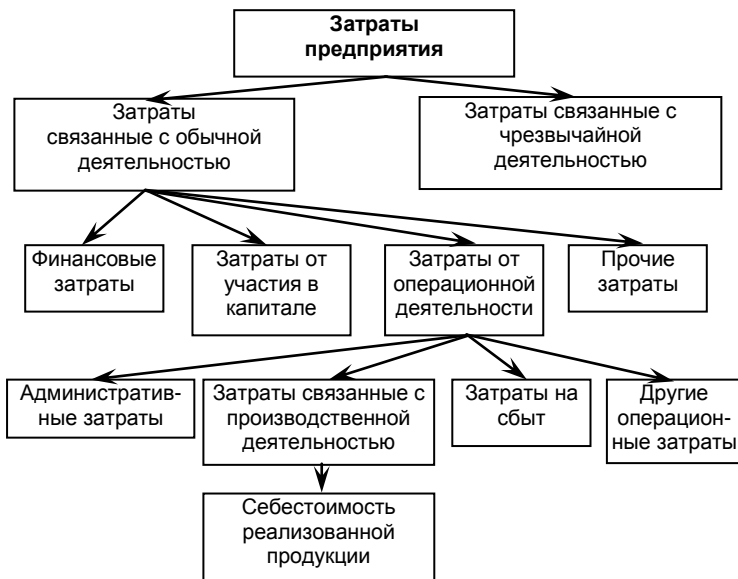 Затраты
предприятия
Затраты
связанные с обычной
деятельностью
Затраты связанные с
чрезвычайной
деятельностью
Финансовые
затраты
Затраты от
участия в
капитале
Затраты от
операционной
деятельности
Прочие
затраты
Административ-
ные затраты
Затраты связанные с
производственной
деятельностью
Затраты на
сбыт
Другие
операцион-
ные затраты
Себестоимость
реализованной
продукции